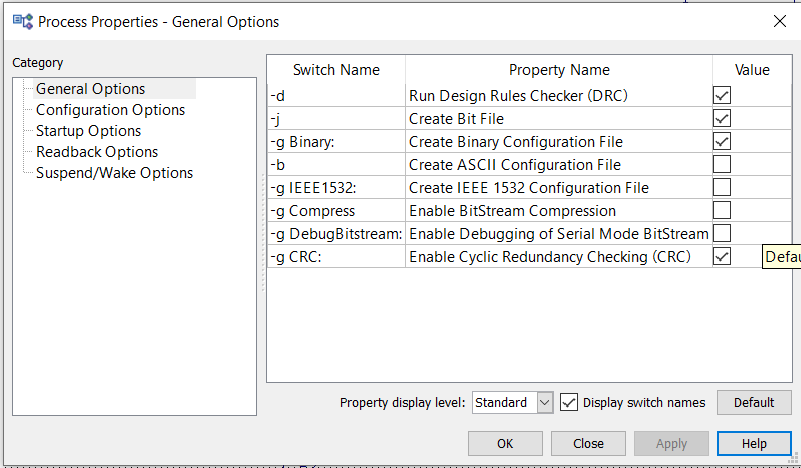 Process Properties - General Options
Category
General Options
Configuration Options
Startup Options
Readback Options
Suspend/Wake Options
Switch Name Property Name Value
-d Run Design Rules Checker (DRC)
-j Create Bit File
-g Binary: Create Binary Configuration File
-b Create ASCII Configuration File
-g IEEE1532: Create IEEE 1532 Configuration File
-g Compress Enable BitStream Compression
-g DebugBitstream: Enable Debugging of Serial Mode BitStream
-g CRC: Enable Cyclic Redundancy Checking (CRC)
Property display level: Standard Display switch names Default
OK Close Apply Help